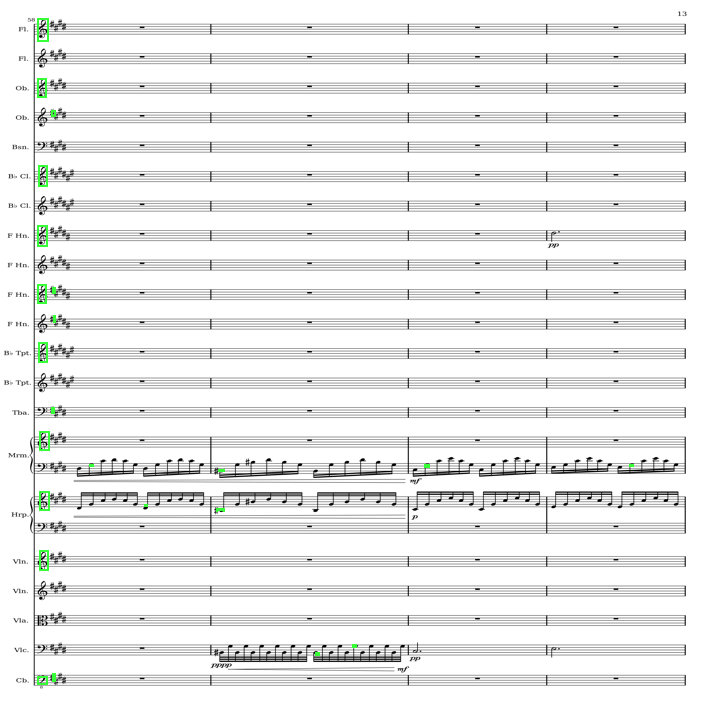 13
58
Fl.
Fl.
Ob.
Ob.
Bsn.
B♭ Cl.
B♭ Cl.
F Hn.
pp
F Hn.
F Hn.
F Hn.
B♭ Tpt.
B♭ Tpt.
Tba.
Mrm.
mf
Hrp.
p
Vln.
Vln.
Vla.
Vlc.
pppp mf pp
Cb.
8